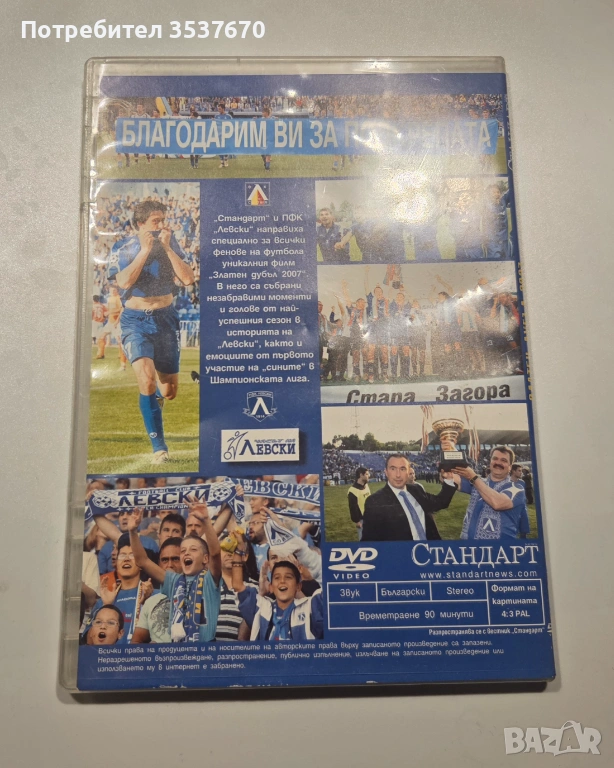 Потребител 3537670
БЛАГОДАРИМ ВИ ЗА
„Стандарт" и ПФК
„Левски" направиха
специално за всички
фенове на футбола
уникалния филм
„Златен дубъл 2007".
В него са събрани
незабравими моменти
и голове от най-
успешния сезон в
историята на
„Левски", както и
емоциите от първото
участие на „сините" в
Шампионската лига.
ЛЕВСКИ
Стара Загора
ЛЕВСКИ
ЛЕВСКИ
DVD
VIDEO
СТАНДАРТ
www.standartnews.com
Звук
Български
Stereo
Формат на
картината
4:3 PAL
Времетраене 90 минути
Разпространява се с вестник „Стандарт"
Всички права на продуцента и на носителите на авторските права върху записаното произведение са запазени.
Неразрешеното възпроизвеждане, разпространение, публично изпълнение, излъчване на записаното произведение или
използването му в интернет е забранено.
BAZAR